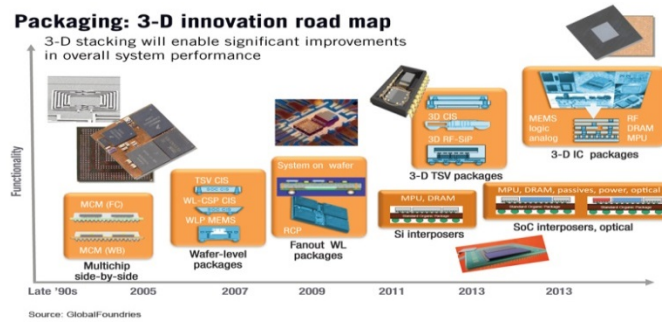 Packaging: 3-D innovation road map
3-D stacking will enable significant improvements
in overall system performance
Functionality
MCM (FC)
MCM (WB)
Multichip
side-by-side
TSV CIS
WL-CSP CIS
WLP MEMS
Wafer-level
packages
System on wafer
RCP
Fanout WL
packages
3D CIS
3D RF-SiP
3-D TSV packages
MPU, DRAM
Si interposers
MEMS
logic
analog
RF
DRAM
MPU
3-D IC packages
MPU, DRAM, passives, power, optical
SoC interposers, optical
Late '90s
2005
2007
2009
2011
2013
2013
Source: GlobalFoundries